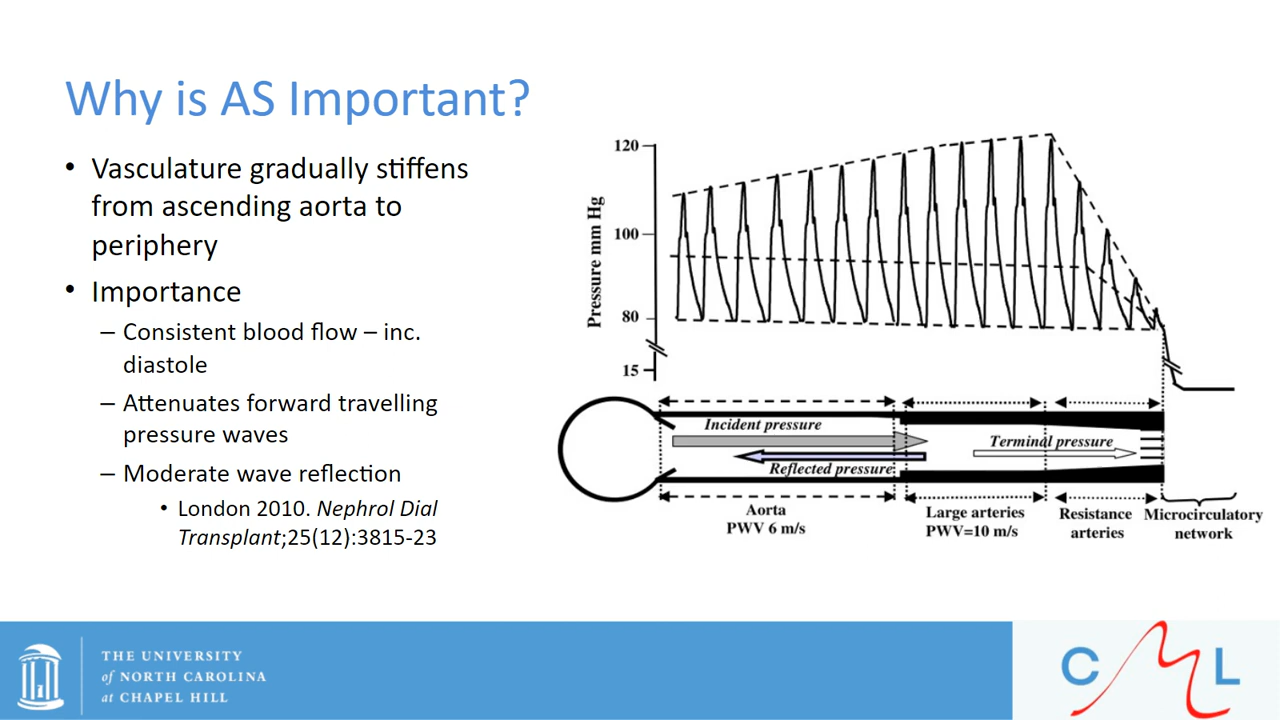 Why is AS Important?
• Vasculature gradually stiffens
from ascending aorta to
periphery
• Importance
– Consistent blood flow – inc.
diastole
– Attenuates forward travelling
pressure waves
– Moderate wave reflection
• London 2010. Nephrol Dial
Transplant;25(12):3815-23
Pressure mm Hg
120
100
80
15
Incident pressure
Reflected pressure
Terminal pressure
Aorta
PWV 6 m/s
Large arteries
PWV=10 m/s
Resistance
arteries
Microcirculatory
network
THE UNIVERSITY
of NORTH CAROLINA
at CHAPEL HILL
CML